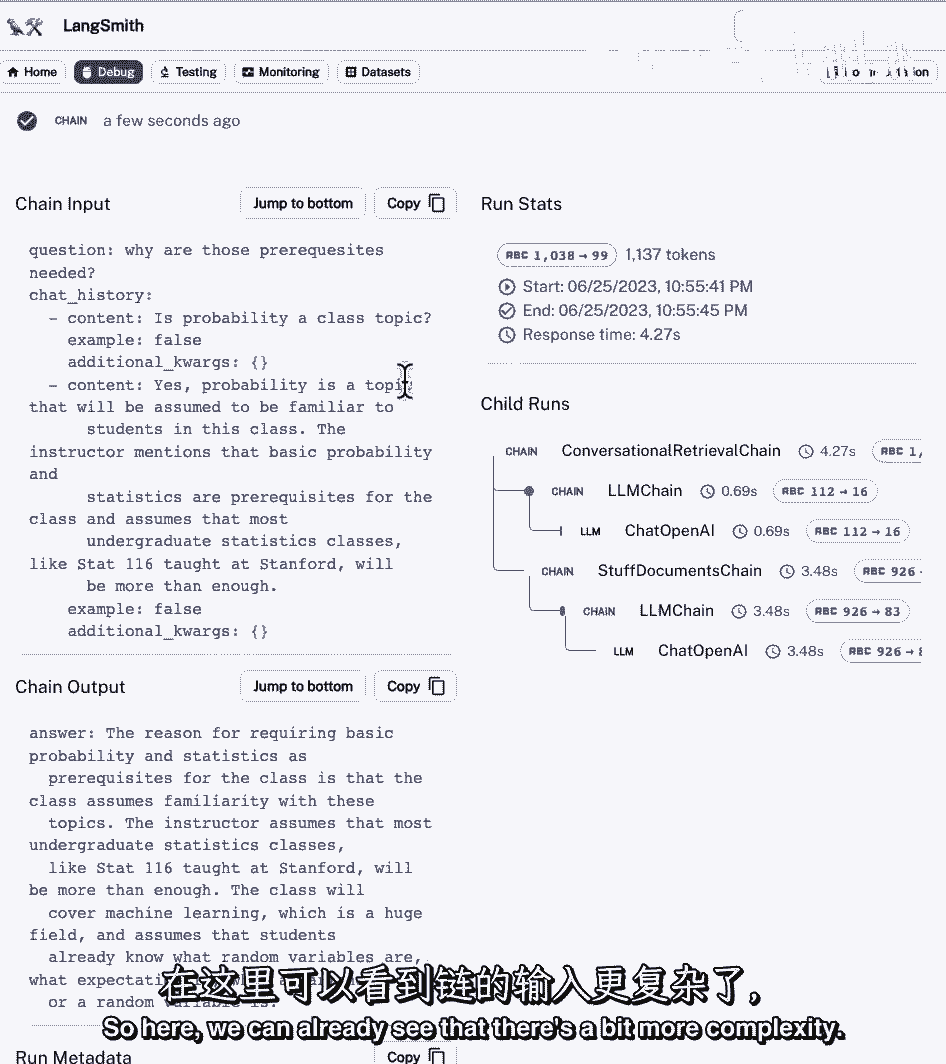 LangSmith
Home
Debug
Testing
Monitoring
Datasets
CHAIN a few seconds ago
Chain Input
Jump to bottom
Copy
question: why are those prerequesites
needed?
chat_history:
- content: Is probability a class topic?
example: false
additional_kwargs: {}
- content: Yes, probability is a topic
that will be assumed to be familiar to
students in this class. The
instructor mentions that basic probability
and
statistics are prerequisites for the
class and assumes that most
undergraduate statistics classes,
like Stat 116 taught at Stanford, will
be more than enough.
example: false
additional_kwargs: {}
Chain Output
Jump to bottom
Copy
answer: The reason for requiring basic
probability and statistics as
prerequisites for the class is that the
class assumes familiarity with these
topics. The instructor assumes that most
undergraduate statistics classes,
like Stat 116 taught at Stanford, will
be more than enough. The class will
cover machine learning, which is a huge
field, and assumes that students
already know what random variables are,
what
or a random
Run Metadata
Copy
Run Stats
ABC 1,038 → 99 1,137 tokens
Start: 06/25/2023, 10:55:41 PM
End: 06/25/2023, 10:55:45 PM
Response time: 4.27s
Child Runs
CHAIN ConversationalRetrievalChain 4.27s ABC 1,
CHAIN LLMChain 0.69s ABC 112 → 16
LLM ChatOpenAI 0.69s ABC 112 → 16
CHAIN StuffDocumentsChain 3.48s ABC 926
CHAIN LLMChain 3.48s ABC 926 → 83
LLM ChatOpenAI 3.48s ABC 926 →
在这里可以看到链的输入更复杂了,
So here, we can already see that there's a bit more complexity.